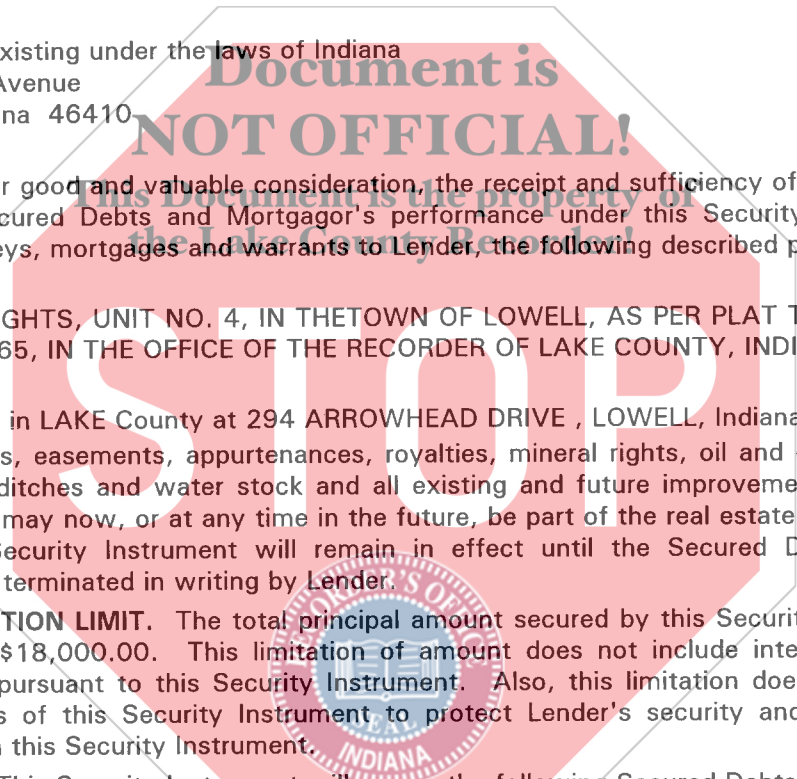 xisting under the laws of Indiana
Document is
Avenue
na 46410
NOT OFFICIAL!
r good and valuable consideration, the receipt and sufficiency of
This Document is the property of
cured Debts and Mortgagor's performance under this Security
the Lake County Recorder!
eys, mortgages and warrants to Lender, the following described p
GHTS, UNIT NO. 4, IN THETOWN OF LOWELL, AS PER PLAT T
65, IN THE OFFICE OF THE RECORDER OF LAKE COUNTY, INDI
STOP
in LAKE County at 294 ARROWHEAD DRIVE , LOWELL, Indiana
s, easements, appurtenances, royalties, mineral rights, oil and
ditches and water stock and all existing and future improveme
may now, or at any time in the future, be part of the real estate
Security Instrument will remain in effect until the Secured D
terminated in writing by Lender.
TION LIMIT. The total principal amount secured by this Securit
$18,000.00. This limitation of amount does not include inte
pursuant to this Security Instrument. Also, this limitation doe
s of this Security Instrument to protect Lender's security and
this Security Instrument.
RECORDER'S OFFICE
SEAL
INDIANA